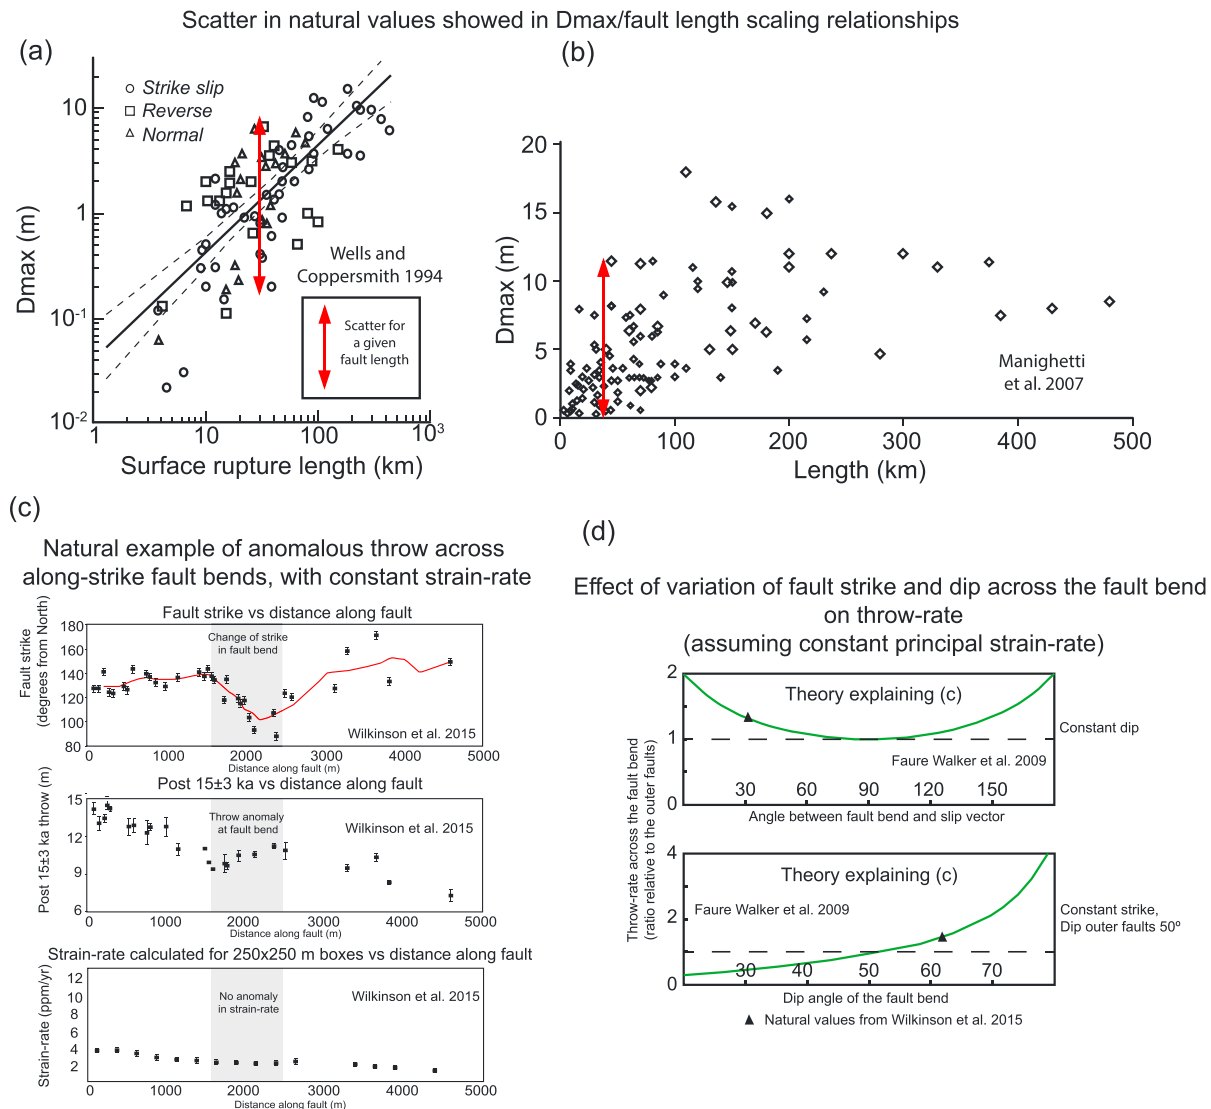 Scatter in natural values showed in Dmax/fault length scaling relationships
(a)
Strike slip
Reverse
Normal
10
1
10-1
10-2
Dmax (m)
Wells and
Coppersmith 1994
Scatter for
a given
fault length
1
10
100
103
Surface rupture length (km)
(b)
20
15
10
5
0
Dmax (m)
Manighetti
et al. 2007
0
100
200
300
400
500
Length (km)
(c)
Natural example of anomalous throw across
along-strike fault bends, with constant strain-rate
Fault strike vs distance along fault
180
160
140
120
100
80
Fault strike
(degrees from North)
Change of strike
in fault bend
Wilkinson et al. 2015
0
1000
2000
3000
4000
5000
Distance along fault (m)
Post 15±3 ka vs distance along fault
15
12
9
6
Post 15±3 ka throw (m)
Throw anomaly
at fault bend
Wilkinson et al. 2015
0
1000
2000
3000
4000
5000
Distance along fault (m)
Strain-rate calculated for 250x250 m boxes vs distance along fault
12
10
8
6
4
2
Strain-rate (ppm/yr)
No anomaly
in strain-rate
Wilkinson et al. 2015
0
1000
2000
3000
4000
5000
Distance along fault (m)
(d)
Effect of variation of fault strike and dip across the fault bend
on throw-rate
(assuming constant principal strain-rate)
2
1
0
Theory explaining (c)
Constant dip
Faure Walker et al. 2009
30
60
90
120
150
Angle between fault bend and slip vector
Throw-rate across the fault bend
(ratio relative to the outer faults)
4
2
1
0
Theory explaining (c)
Faure Walker et al. 2009
Constant strike,
Dip outer faults 50º
30
40
50
60
70
Dip angle of the fault bend
Natural values from Wilkinson et al. 2015